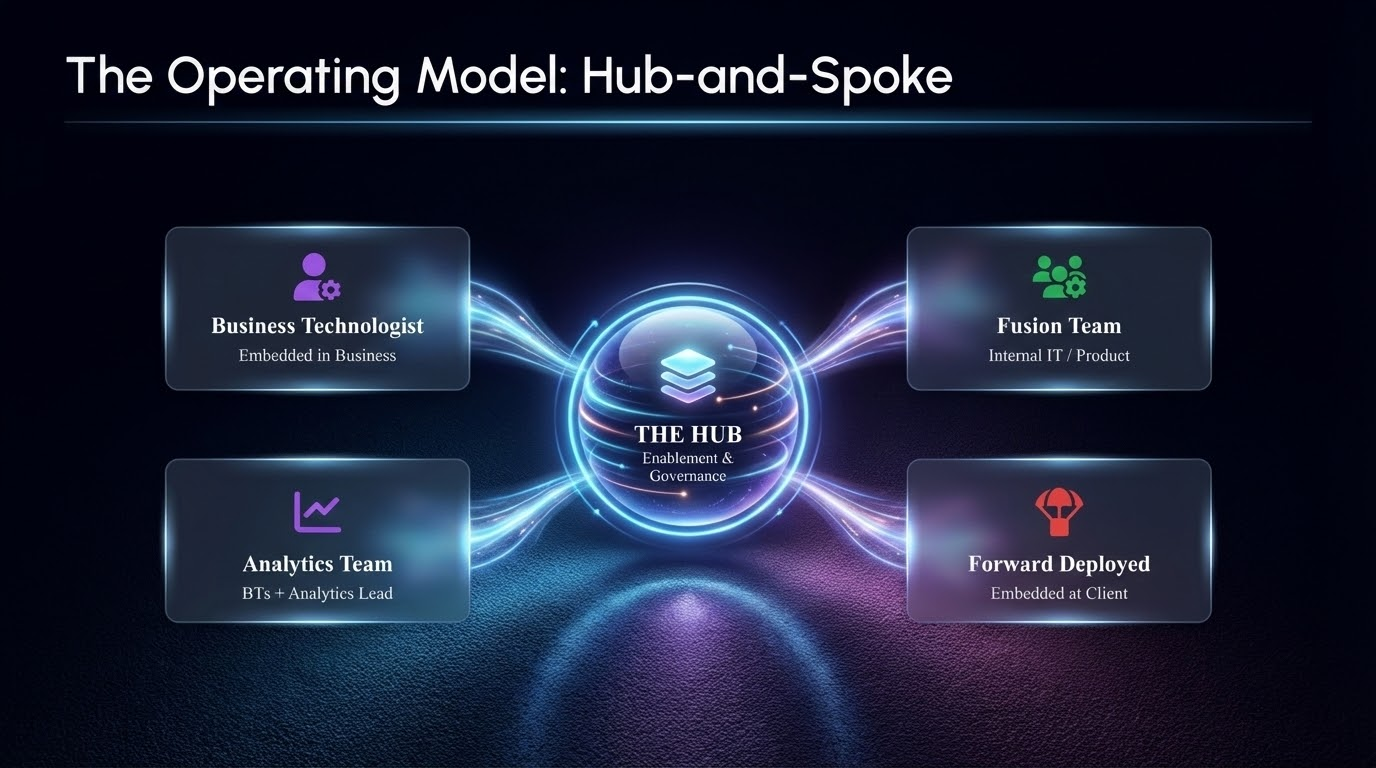 The Operating Model: Hub-and-Spoke
Business Technologist
Embedded in Business
Fusion Team
Internal IT / Product
THE HUB
Enablement &
Governance
Analytics Team
BTs + Analytics Lead
Forward Deployed
Embedded at Client